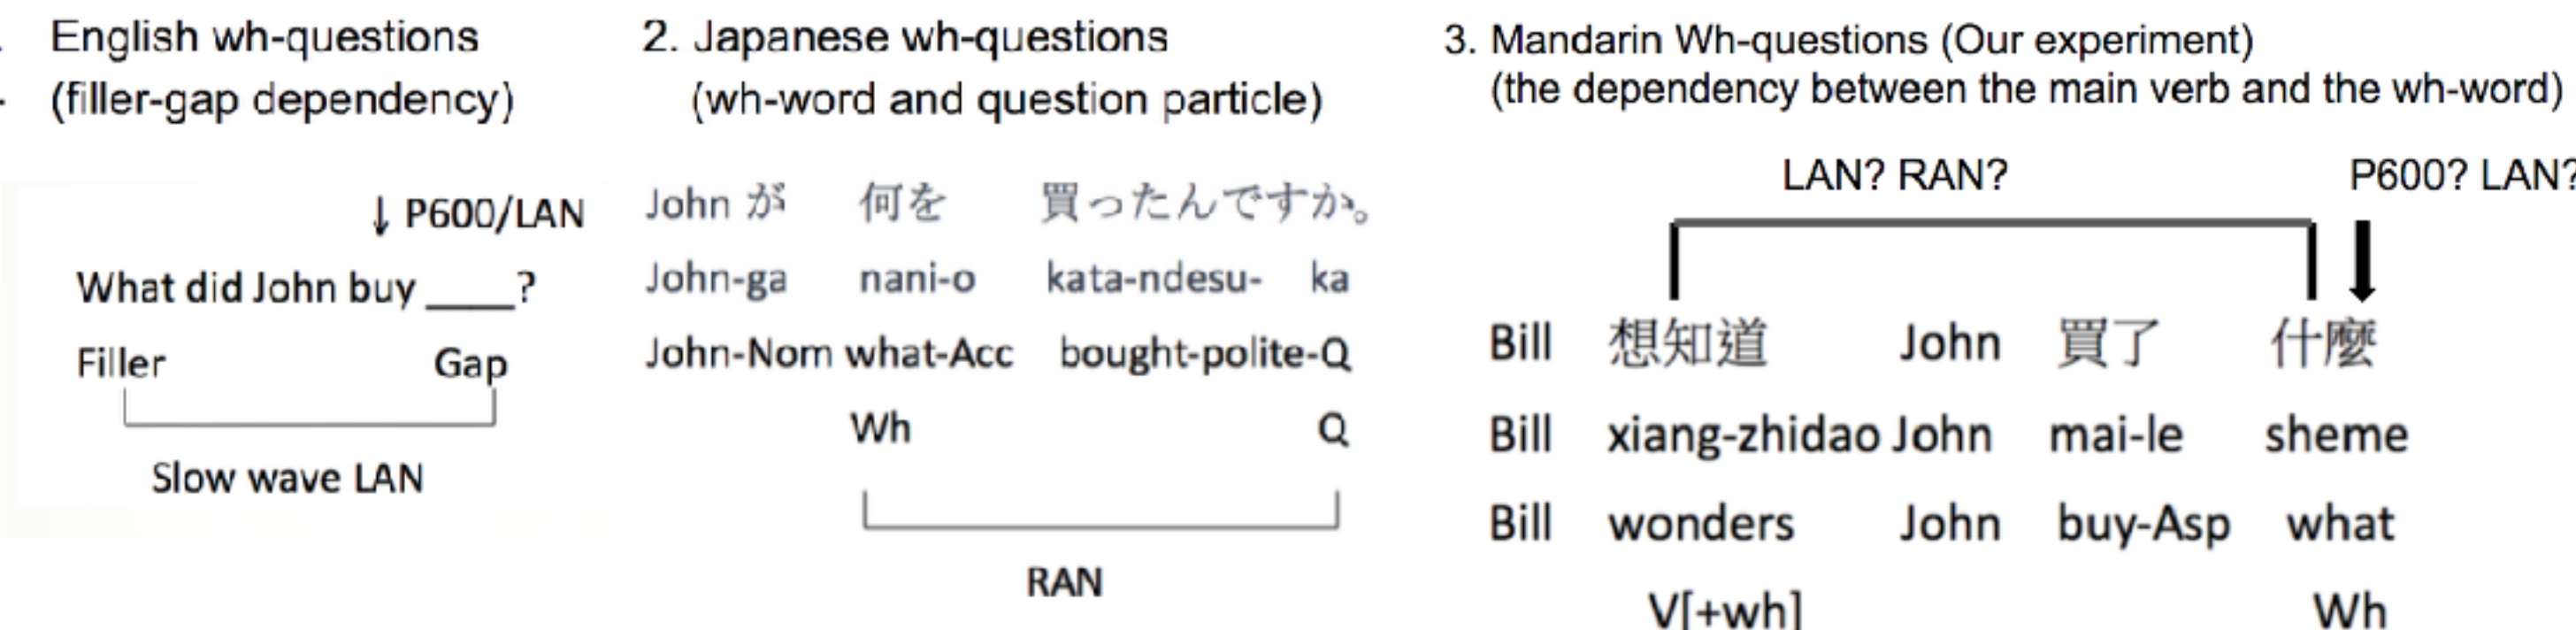 English wh-questions
(filler-gap dependency)
↓ P600/LAN
What did John buy ____?
Filler Gap
Slow wave LAN
2. Japanese wh-questions
(wh-word and question particle)
John が 何を 買ったんですか。
John-ga nani-o kata-ndesu- ka
John-Nom what-Acc bought-polite-Q
Wh Q
RAN
3. Mandarin Wh-questions (Our experiment)
(the dependency between the main verb and the wh-word)
LAN? RAN? P600? LAN?
Bill 想知道 John 買了 什麼
Bill xiang-zhidao John mai-le sheme
Bill wonders John buy-Asp what
V[+wh] Wh